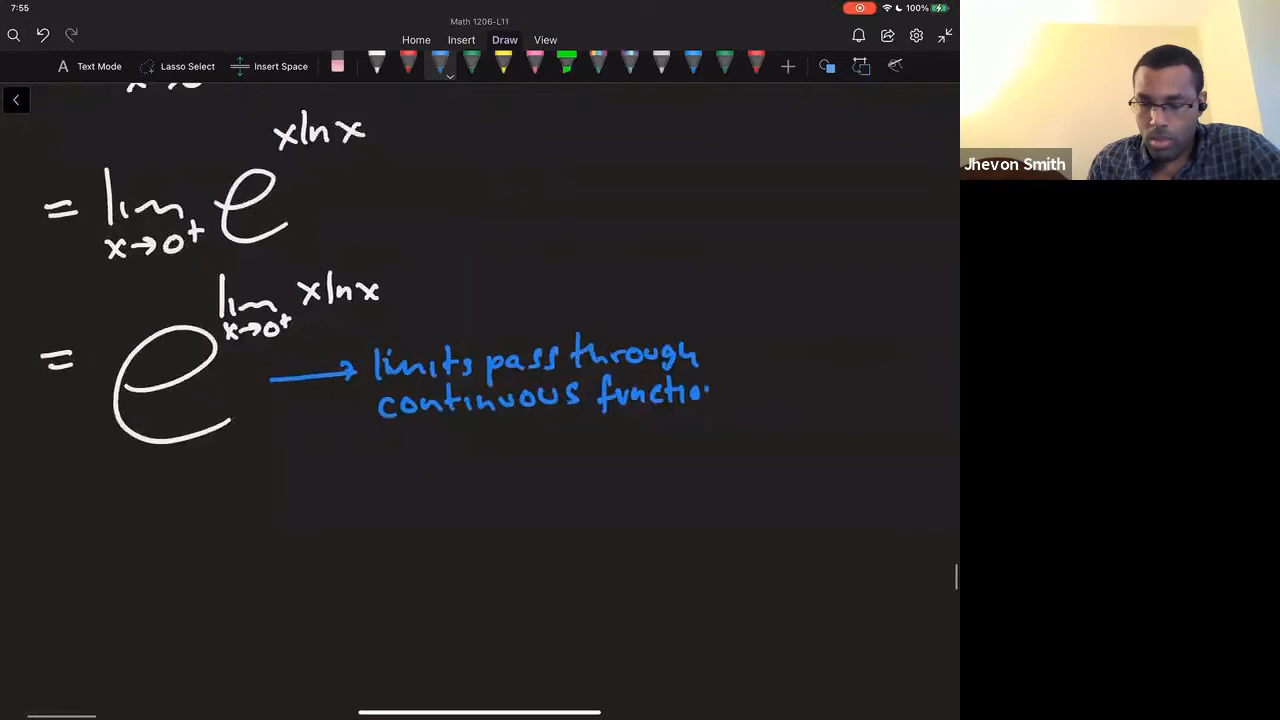 7:55
100%
Math 1206-L11
Home Insert Draw View
Text Mode Lasso Select Insert Space
x→0
= lim x→0⁺ e^(x ln x)
= e^(lim x→0⁺ x ln x) → limits pass through
continuous functio
Jhevon Smith